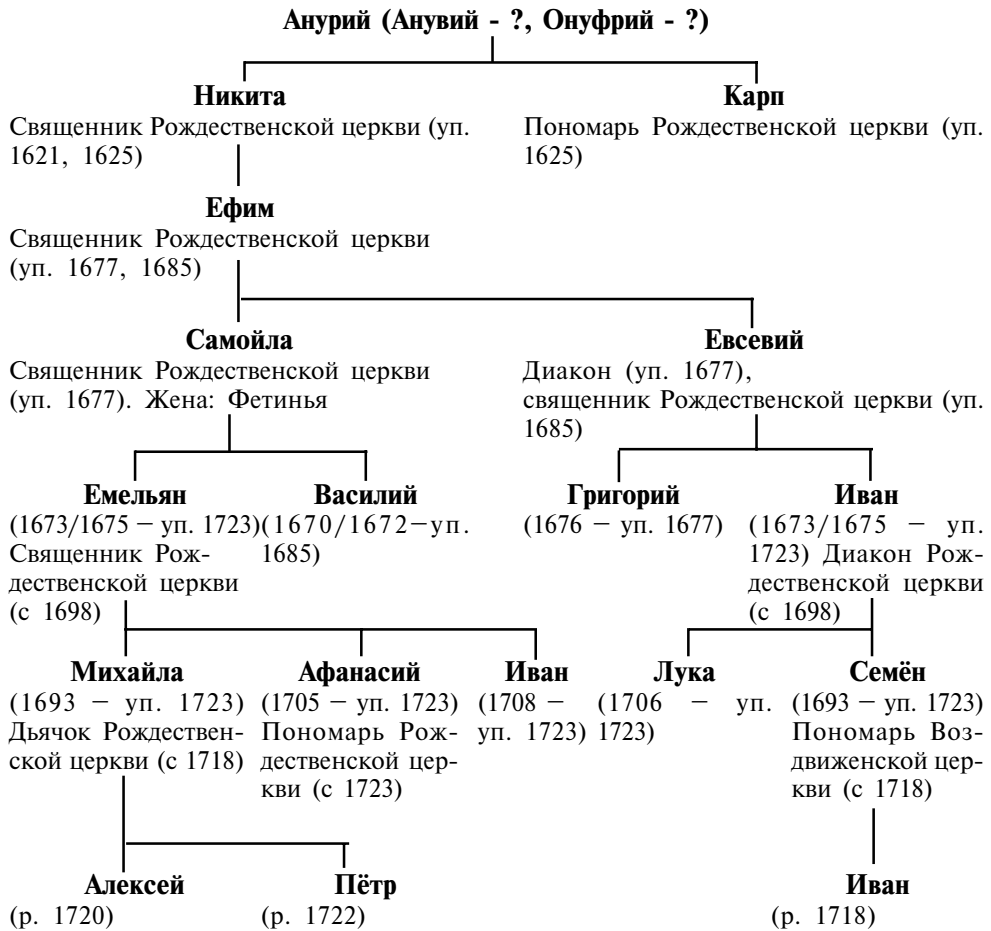 Анурий (Анувий - ?, Онуфрий - ?)
Никита
Священник Рождественской церкви (уп.
1621, 1625)
Карп
Пономарь Рождественской церкви (уп.
1625)
Ефим
Священник Рождественской церкви
(уп. 1677, 1685)
Самойла
Священник Рождественской церкви
(уп. 1677). Жена: Фетинья
Евсевий
Диакон (уп. 1677),
священник Рождественской церкви (уп.
1685)
Емельян
(1673/1675 – уп. 1723)
Священник Рож-
дественской церкви
(с 1698)
Василий
(1670/1672–уп.
1685)
Григорий
(1676 – уп. 1677)
Иван
(1673/1675 – уп.
1723) Диакон Рож-
дественской церкви
(с 1698)
Михайла
(1693 – уп. 1723)
Дьячок Рождествен-
ской церкви (с 1718)
Афанасий
(1705 – уп. 1723)
Пономарь Рож-
дественской цер-
кви (с 1723)
Иван
(1708 –
уп. 1723)
Лука
(1706 – уп.
1723)
Семён
(1693 – уп. 1723)
Пономарь Воз-
движенской цер-
кви (с 1718)
Алексей
(р. 1720)
Пётр
(р. 1722)
Иван
(р. 1718)